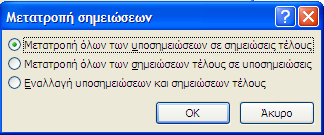 Μετατροπή σημειώσεων
Μετατροπή όλων των υποσημειώσεων σε σημειώσεις τέλους
Μετατροπή όλων των σημειώσεων τέλους σε υποσημειώσεις
Εναλλαγή υποσημειώσεων και σημειώσεων τέλους
OK Άκυρο